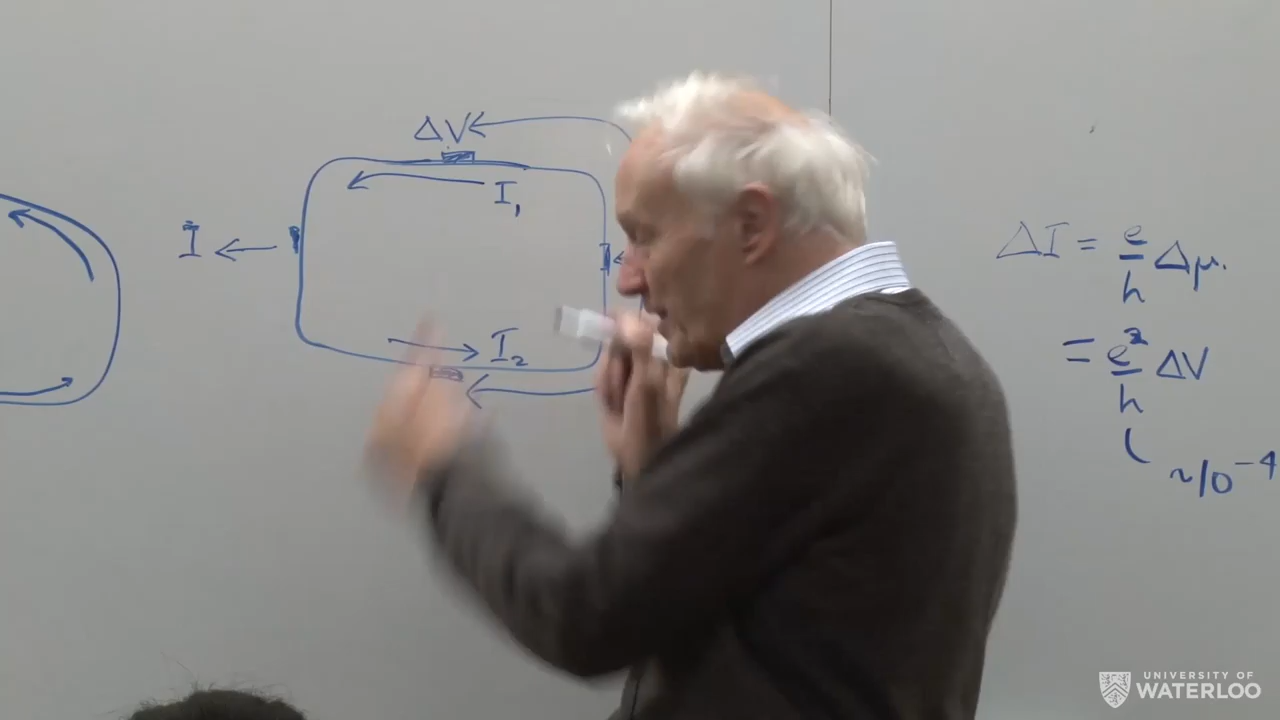 ΔV
I₁
I
I₂
ΔI = e/h Δμ.
= e²/h ΔV
~10⁻⁴
UNIVERSITY OF
WATERLOO